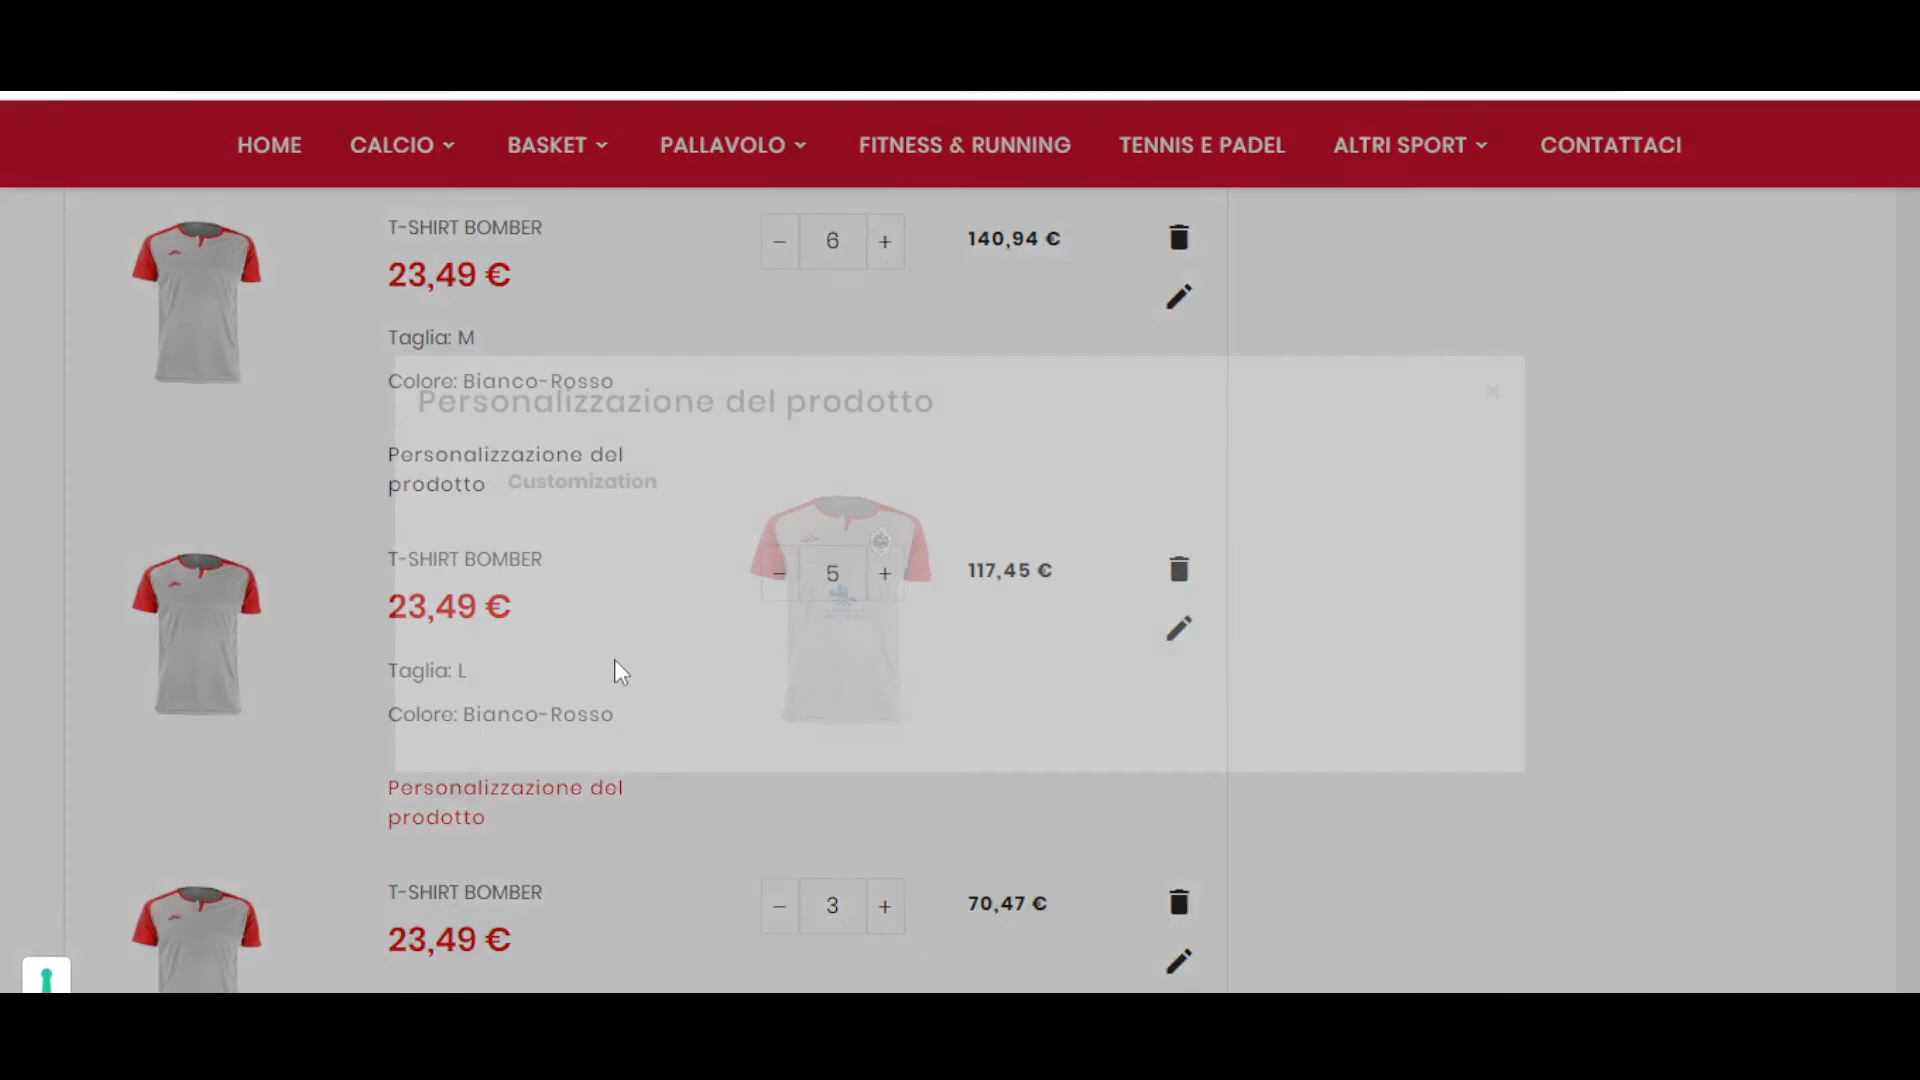 HOME CALCIO BASKET PALLAVOLO FITNESS & RUNNING TENNIS E PADEL ALTRI SPORT CONTATTACI
T-SHIRT BOMBER
23,49 €
− 6 +
140,94 €
Taglia: M
Colore: Bianco-Rosso
Personalizzazione del
prodotto
Personalizzazione del prodotto
×
Customization
T-SHIRT BOMBER
23,49 €
− 5 +
117,45 €
Taglia: L
Colore: Bianco-Rosso
Personalizzazione del
prodotto
T-SHIRT BOMBER
23,49 €
− 3 +
70,47 €